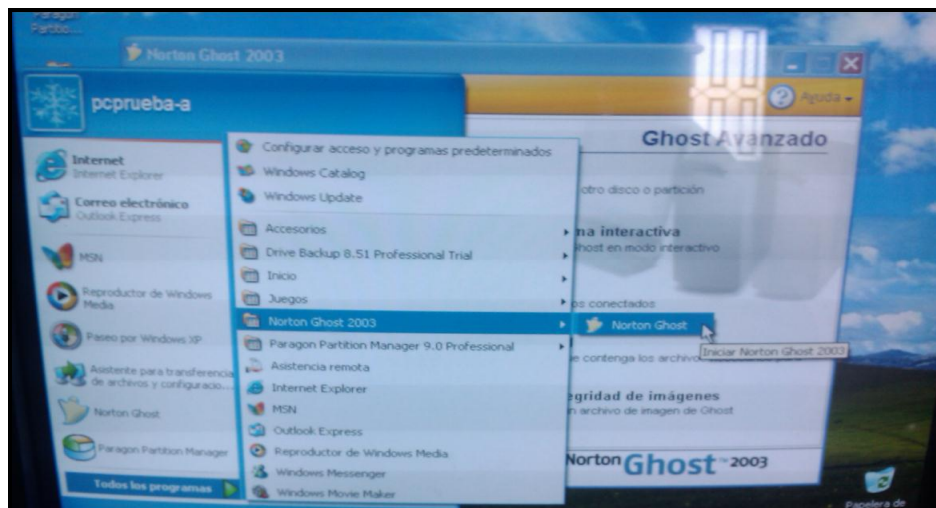 Paragon
Partitio...
Norton Ghost 2003
pcprueba-a
Ayuda
Ghost Avanzado
Internet
Internet Explorer
Correo electrónico
Outlook Express
MSN
Reproductor de Windows
Media
Paseo por Windows XP
Asistente para transferencia
de archivos y configuracio...
Norton Ghost
Paragon Partition Manager
Todos los programas
Configurar acceso y programas predeterminados
Windows Catalog
Windows Update
Accesorios
Drive Backup 8.51 Professional Trial
Inicio
Juegos
Norton Ghost 2003
Paragon Partition Manager 9.0 Professional
Asistencia remota
Internet Explorer
MSN
Outlook Express
Reproductor de Windows Media
Windows Messenger
Windows Movie Maker
Norton Ghost
Iniciar Norton Ghost 2003
otro disco o partición
ma interactiva
host en modo interactivo
os conectados
e contenga los archivo
egridad de imágenes
n archivo de imagen de Ghost
Norton Ghost 2003
Papelera de